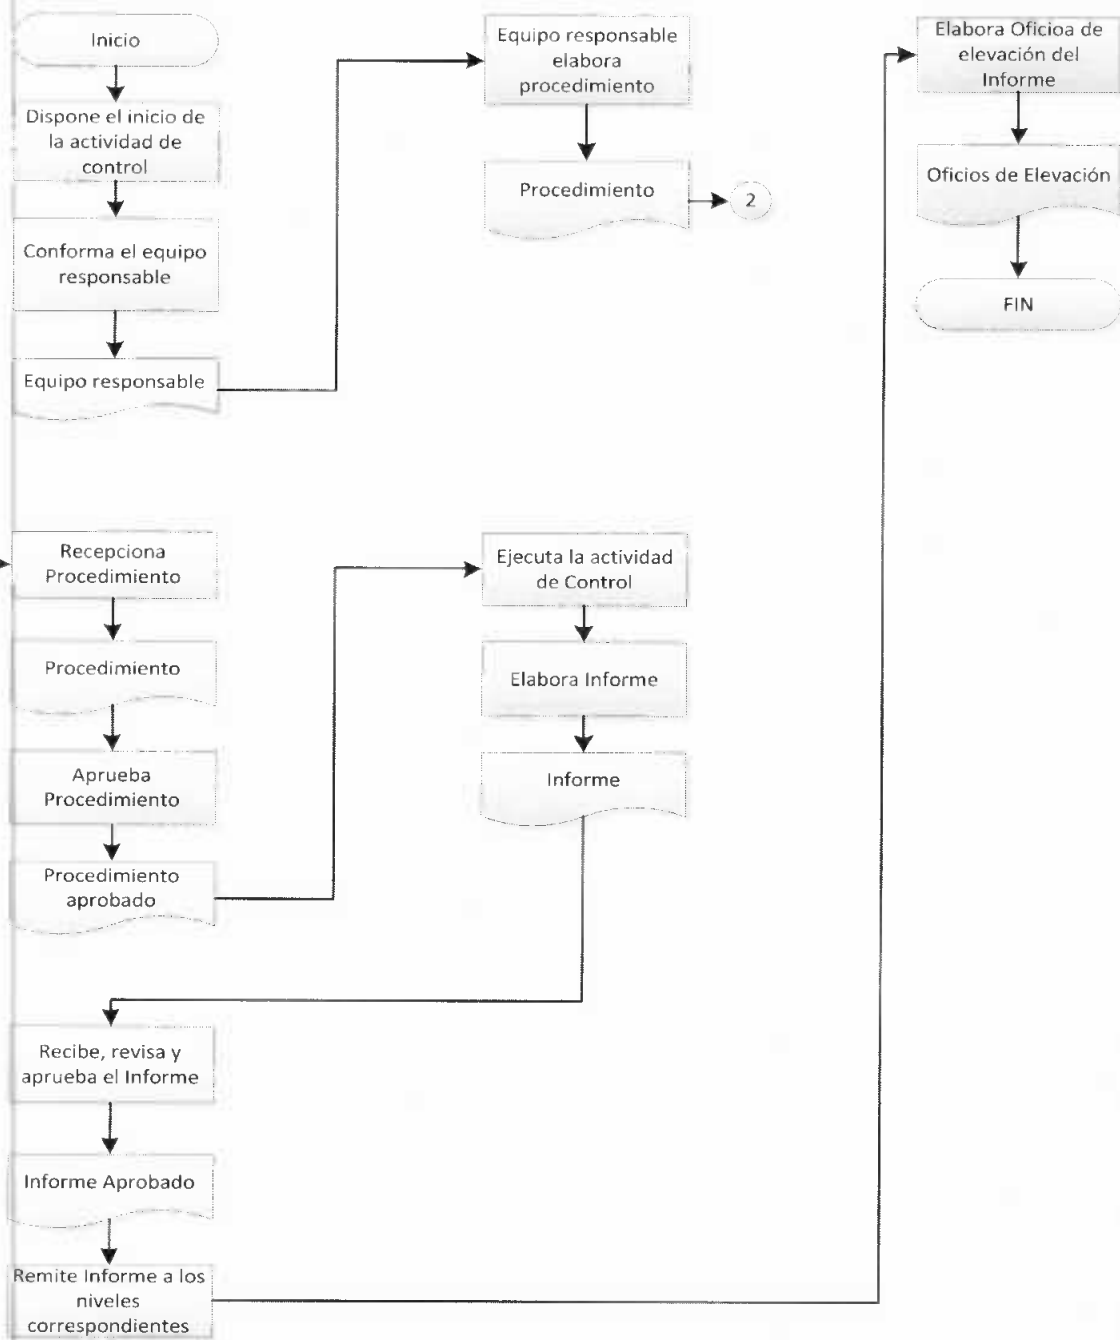 Inicio
Dispone el inicio de
la actividad de
control
Conforma el equipo
responsable
Equipo responsable
Equipo responsable
elabora
procedimiento
Procedimiento
2
Recepciona
Procedimiento
Procedimiento
Aprueba
Procedimiento
Procedimiento
aprobado
Ejecuta la actividad
de Control
Elabora Informe
Informe
Recibe, revisa y
aprueba el Informe
Informe Aprobado
Remite Informe a los
niveles
correspondientes
Elabora Oficioa de
elevación del
Informe
Oficios de Elevación
FIN